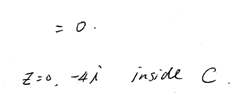 = 0.
z=0, -4i inside C.